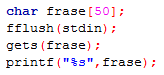 char frase[50];
fflush(stdin);
gets(frase);
printf("%s",frase);